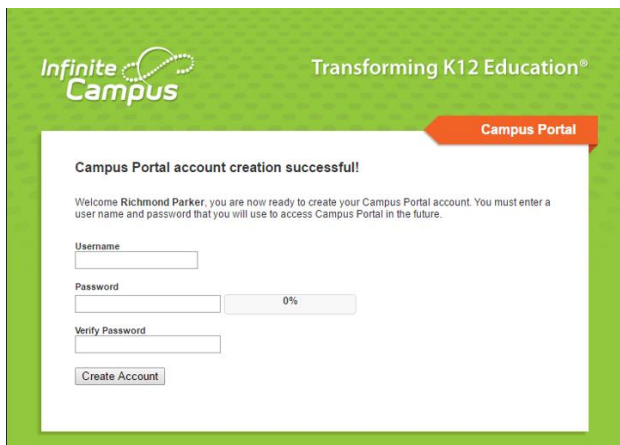 Infinite
Campus
Transforming K12 Education®
Campus Portal
Campus Portal account creation successful!
Welcome Richmond Parker, you are now ready to create your Campus Portal account. You must enter a
user name and password that you will use to access Campus Portal in the future.
Username
Password
0%
Verify Password
Create Account